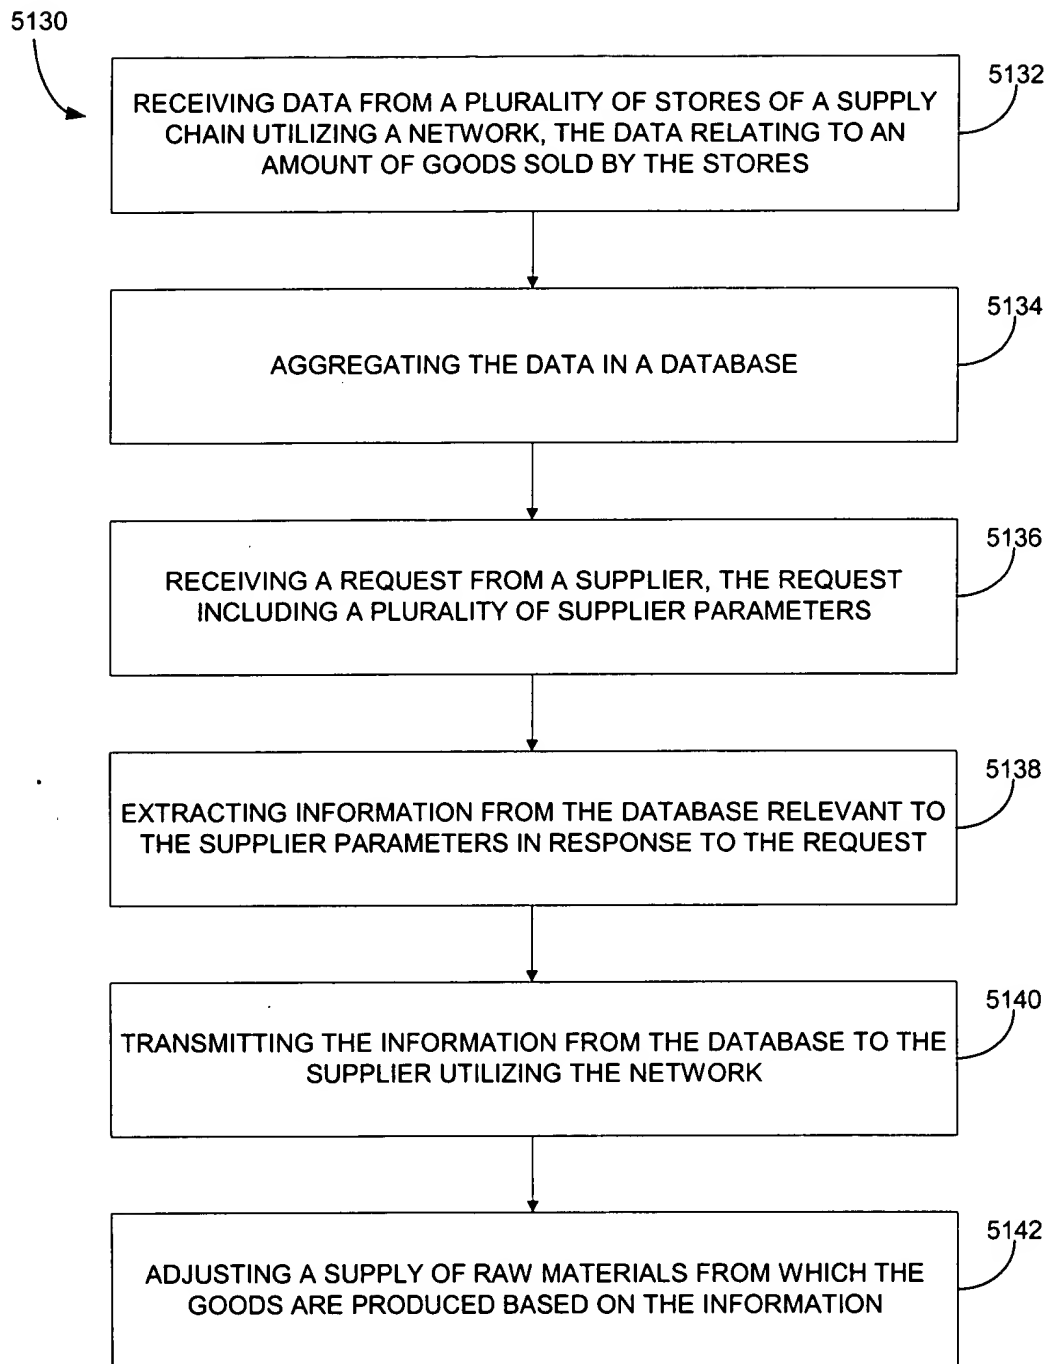 5130
5132
RECEIVING DATA FROM A PLURALITY OF STORES OF A SUPPLY
CHAIN UTILIZING A NETWORK, THE DATA RELATING TO AN
AMOUNT OF GOODS SOLD BY THE STORES
5134
AGGREGATING THE DATA IN A DATABASE
5136
RECEIVING A REQUEST FROM A SUPPLIER, THE REQUEST
INCLUDING A PLURALITY OF SUPPLIER PARAMETERS
5138
EXTRACTING INFORMATION FROM THE DATABASE RELEVANT TO
THE SUPPLIER PARAMETERS IN RESPONSE TO THE REQUEST
5140
TRANSMITTING THE INFORMATION FROM THE DATABASE TO THE
SUPPLIER UTILIZING THE NETWORK
5142
ADJUSTING A SUPPLY OF RAW MATERIALS FROM WHICH THE
GOODS ARE PRODUCED BASED ON THE INFORMATION